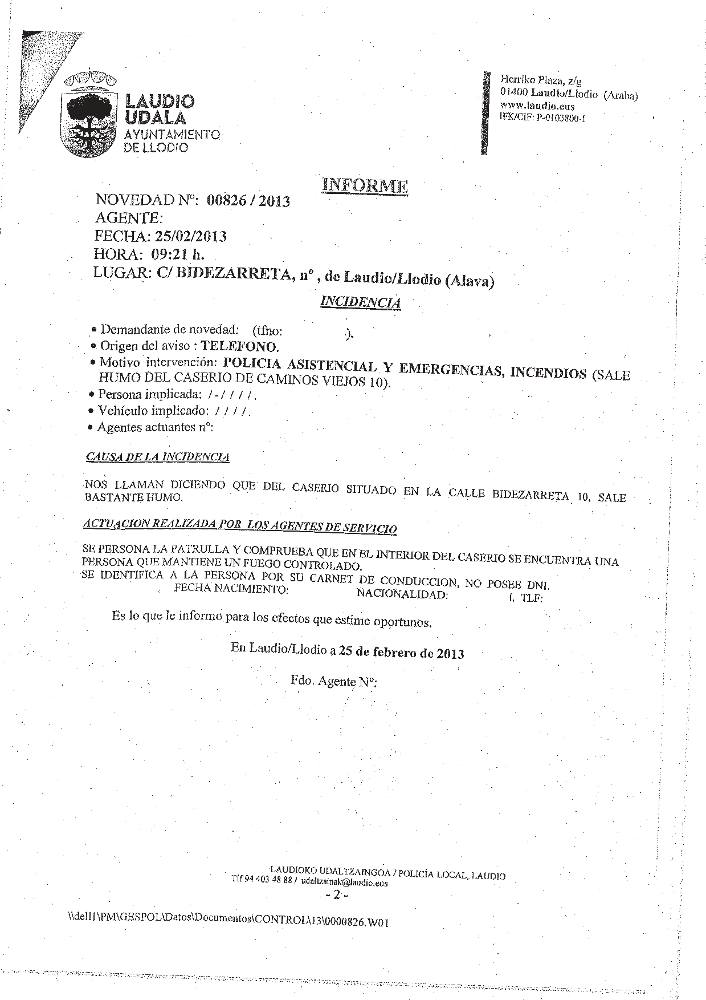 LAUDIO
UDALA
AYUNTAMIENTO
DE LLODIO
Herriko Plaza, z/g
01400 Laudio/Llodio (Araba)
www.laudio.eus
IFK/CIF: P-0103800-I
INFORME
NOVEDAD Nº: 00826 / 2013
AGENTE:
FECHA: 25/02/2013
HORA: 09:21 h.
LUGAR: C/ BIDEZARRETA, nº , de Laudio/Llodio (Alava)
INCIDENCIA
• Demandante de novedad: (tfno: ).
• Origen del aviso : TELEFONO.
• Motivo intervención: POLICIA ASISTENCIAL Y EMERGENCIAS, INCENDIOS (SALE
HUMO DEL CASERIO DE CAMINOS VIEJOS 10).
• Persona implicada: / - / / / /.
• Vehículo implicado: / / / /.
• Agentes actuantes nº:
CAUSA DE LA INCIDENCIA
NOS LLAMAN DICIENDO QUE DEL CASERIO SITUADO EN LA CALLE BIDEZARRETA 10, SALE
BASTANTE HUMO.
ACTUACION REALIZADA POR LOS AGENTES DE SERVICIO
SE PERSONA LA PATRULLA Y COMPRUEBA QUE EN EL INTERIOR DEL CASERIO SE ENCUENTRA UNA
PERSONA QUE MANTIENE UN FUEGO CONTROLADO.
SE IDENTIFICA A LA PERSONA POR SU CARNET DE CONDUCCION, NO POSEE DNI.
FECHA NACIMIENTO: NACIONALIDAD: TLF:
Es lo que le informo para los efectos que estime oportunos.
En Laudio/Llodio a 25 de febrero de 2013
Fdo. Agente Nº:
LAUDIOKO UDALTZAINGOA / POLICÍA LOCAL, LAUDIO
Tlf 94 403 48 88 / udaltzainak@laudio.eus
- 2 -
\\dell1\PM\GESPOL\Datos\Documentos\CONTROL\13\0000826.W01